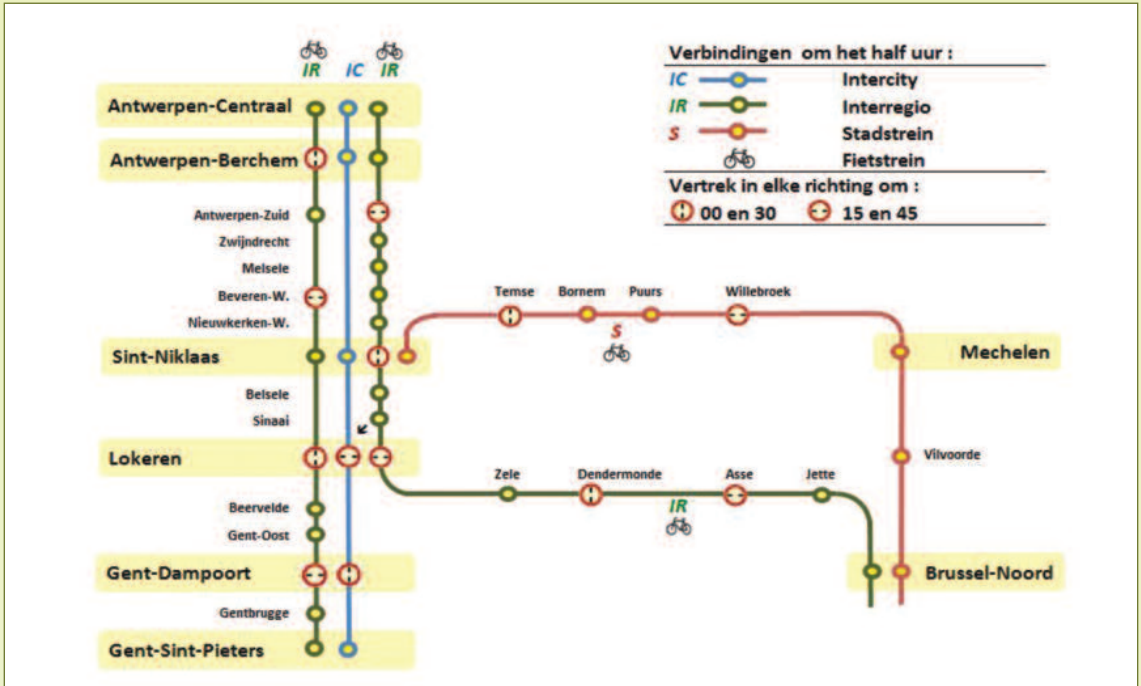 IR IC IR
Verbindingen om het half uur :
IC Intercity
IR Interregio
S Stadstrein
Fietstrein
Vertrek in elke richting om :
00 en 30 15 en 45
Antwerpen-Centraal
Antwerpen-Berchem
Antwerpen-Zuid
Zwijndrecht
Melsele
Beveren-W.
Nieuwkerken-W.
Sint-Niklaas
Belsele
Sinaai
Lokeren
Beervelde
Gent-Oost
Gent-Dampoort
Gentbrugge
Gent-Sint-Pieters
Temse Bornem Puurs Willebroek
S
Mechelen
Vilvoorde
Zele Dendermonde Asse Jette
IR
Brussel-Noord